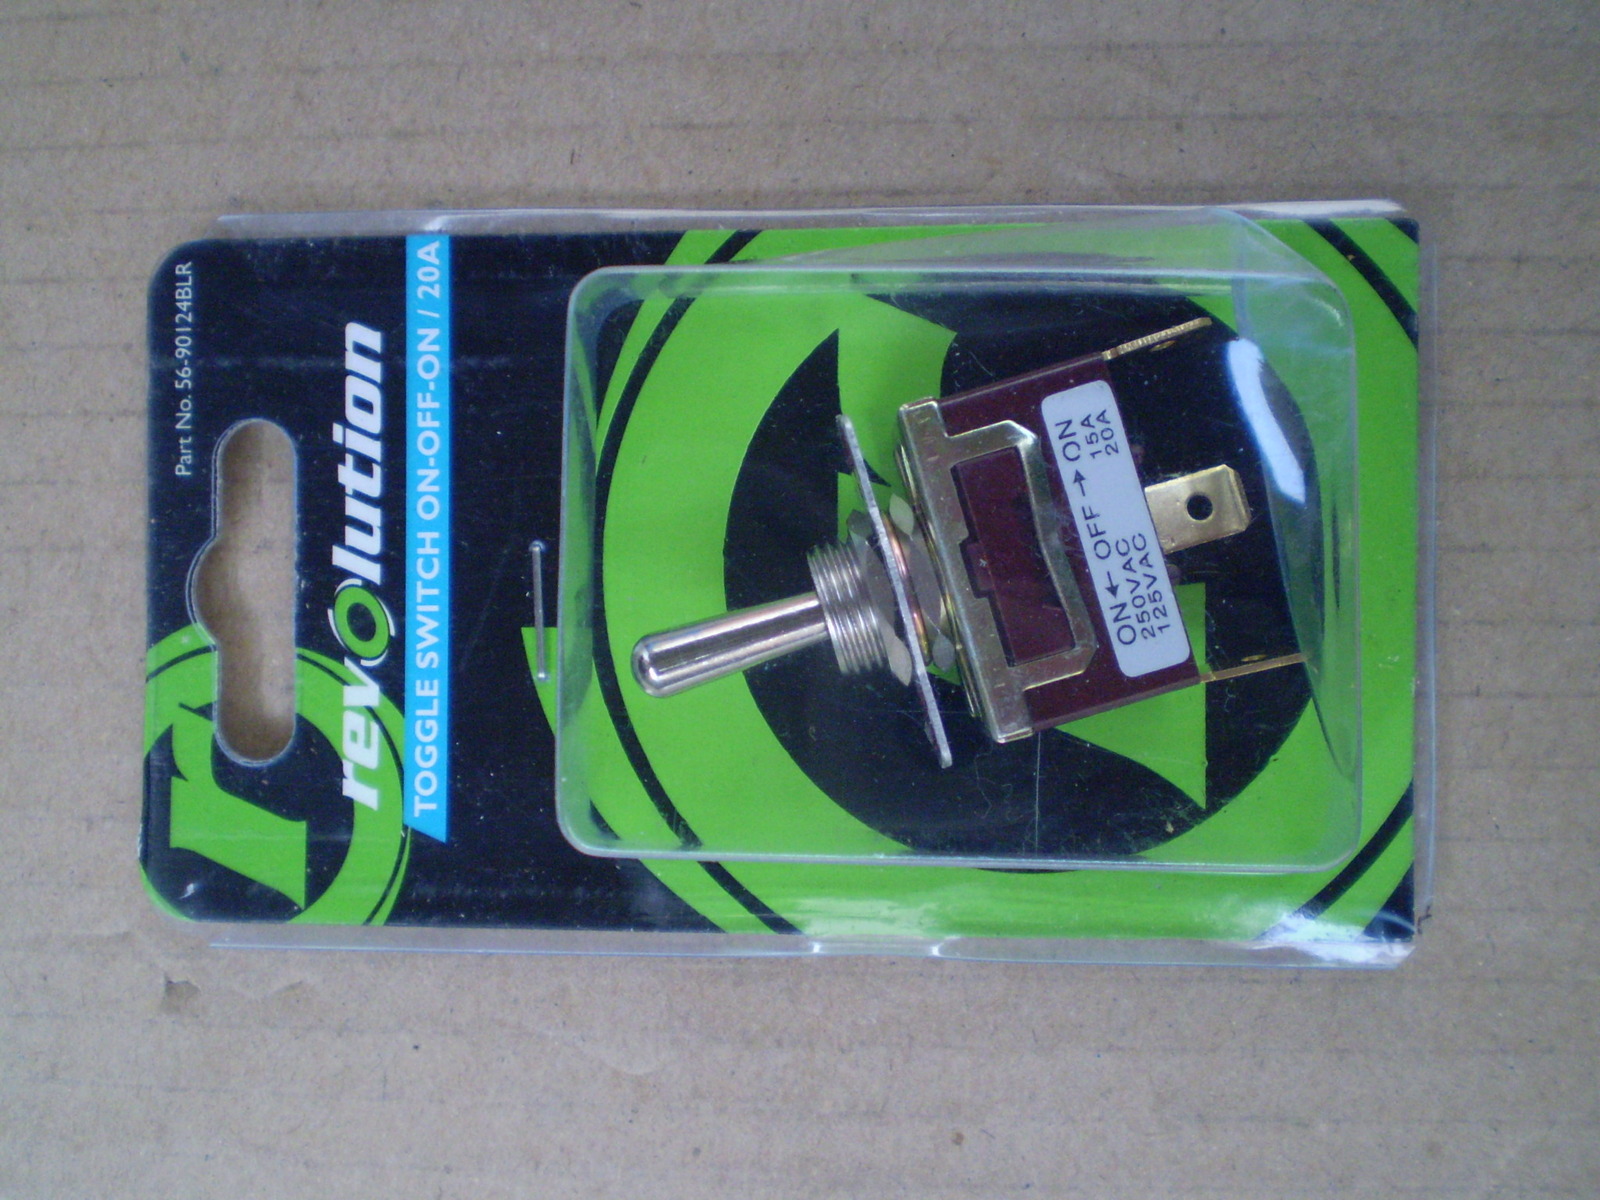 Part No. 56-90124BLR
revolution
TOGGLE SWITCH ON-OFF-ON / 20A
ON ← OFF → ON
250VAC 15A
125VAC 20A